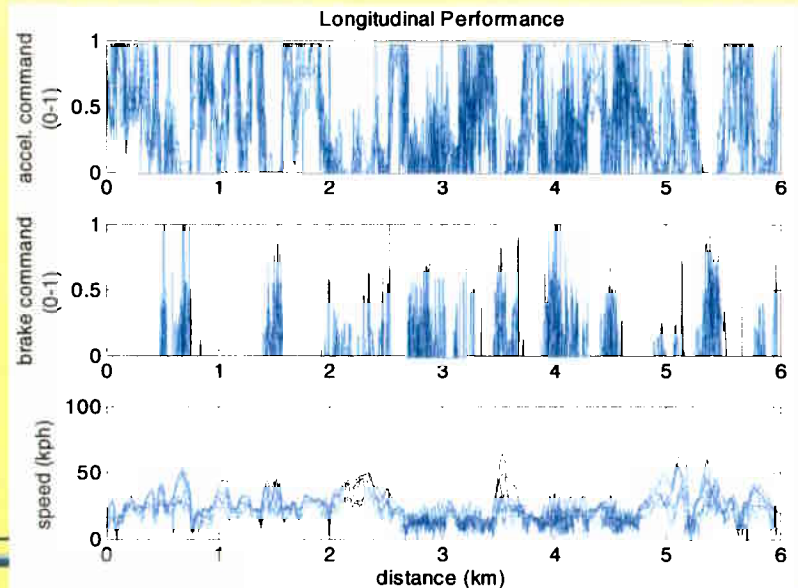 Longitudinal Performance
accel. command
(0-1)
1
0.5
0
0 1 2 3 4 5 6
brake command
(0-1)
1
0.5
0
0 1 2 3 4 5 6
speed (kph)
100
50
0
0 1 2 3 4 5 6
distance (km)